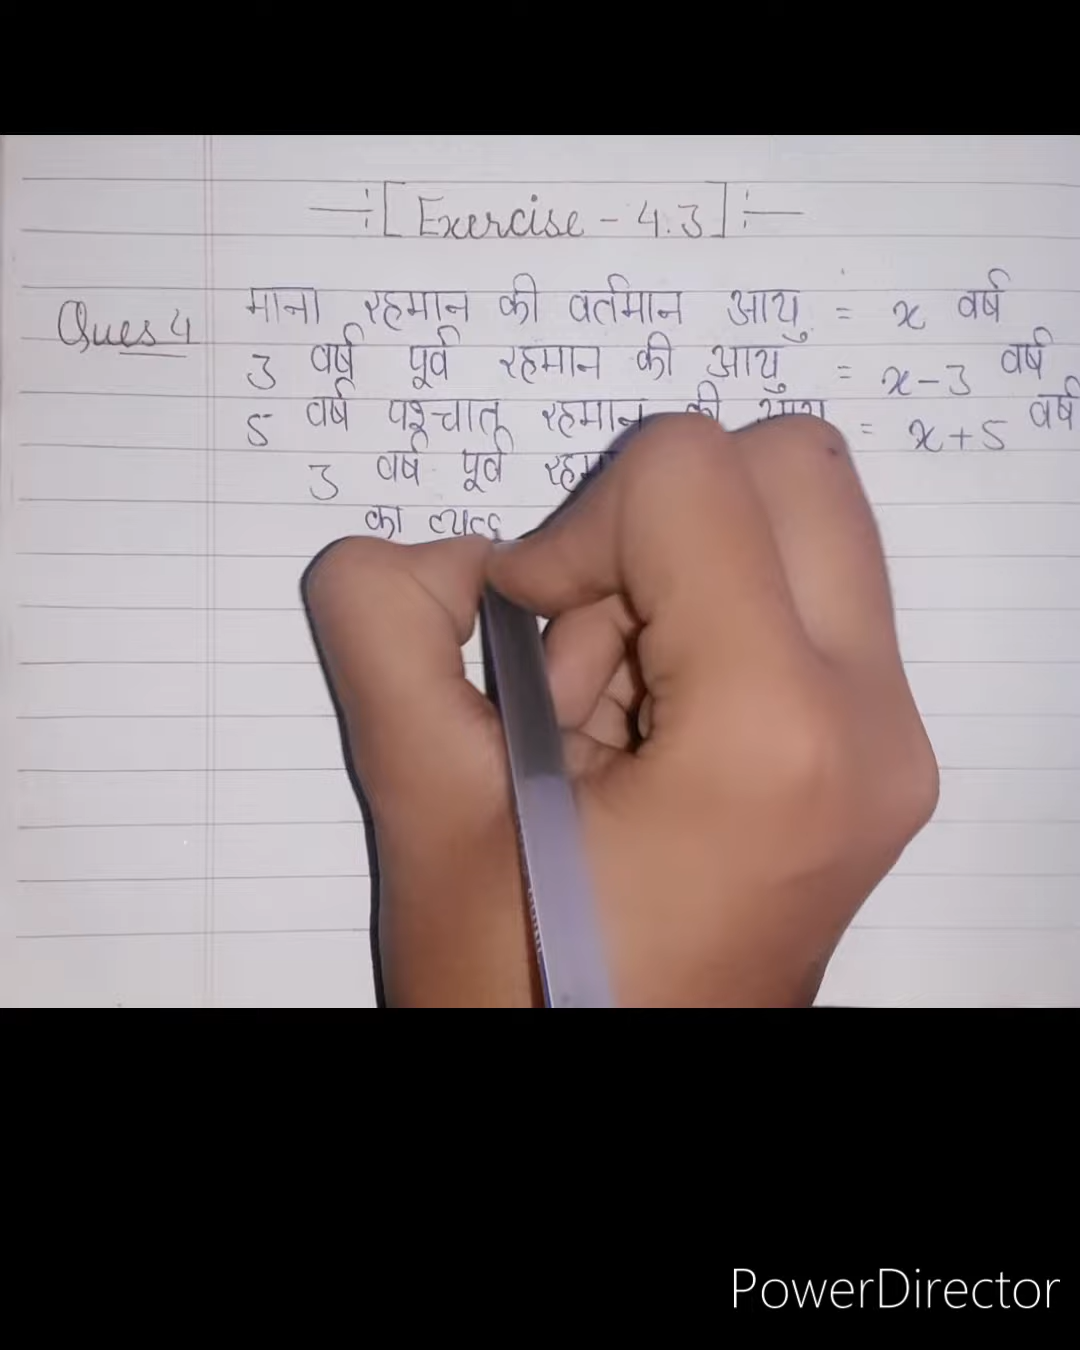 [Exercise - 4.3]
Ques 4
माना रहमान की वर्तमान आयु = x वर्ष
3 वर्ष पूर्व रहमान की आयु = x - 3 वर्ष
5 वर्ष पश्चात् रहमान की आयु = x + 5 वर्ष
3 वर्ष पूर्व
का
PowerDirector